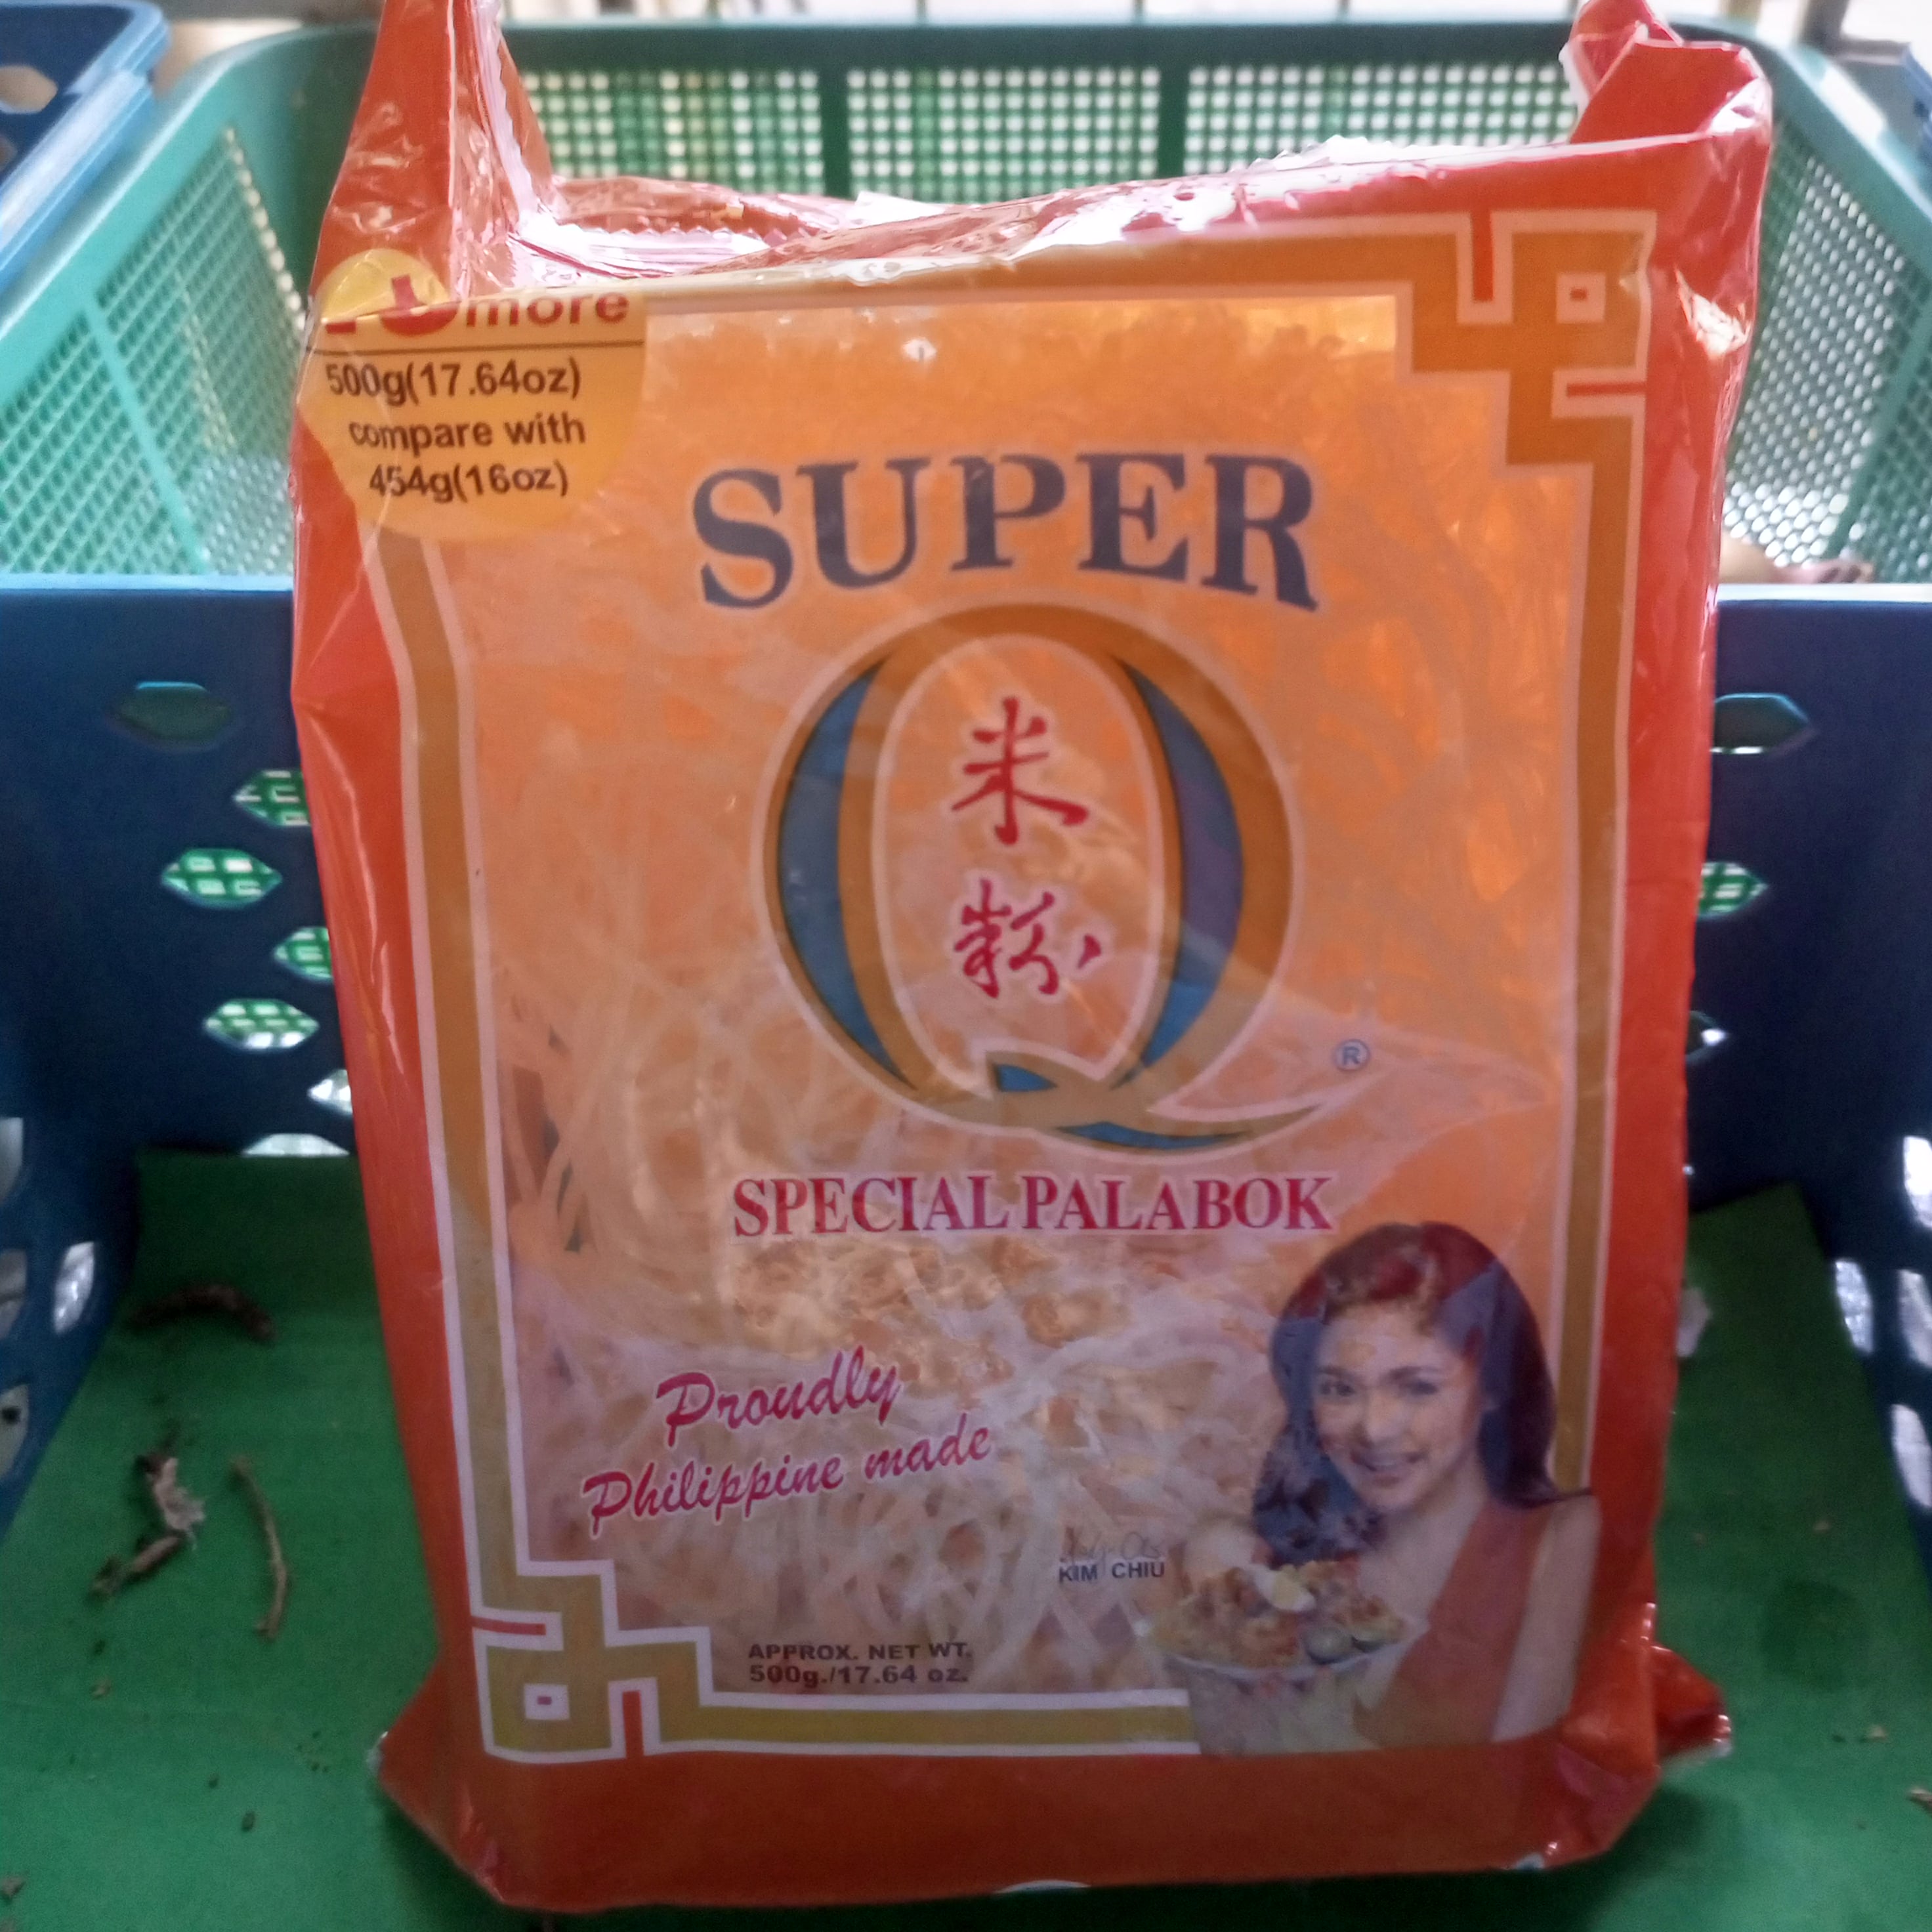 more
500g(17.64oz)
compare with
454g(16oz)
SUPER
Q
米
粉
®
SPECIAL PALABOK
Proudly
Philippine made
KIM CHIU
APPROX. NET WT.
500g./17.64 oz.